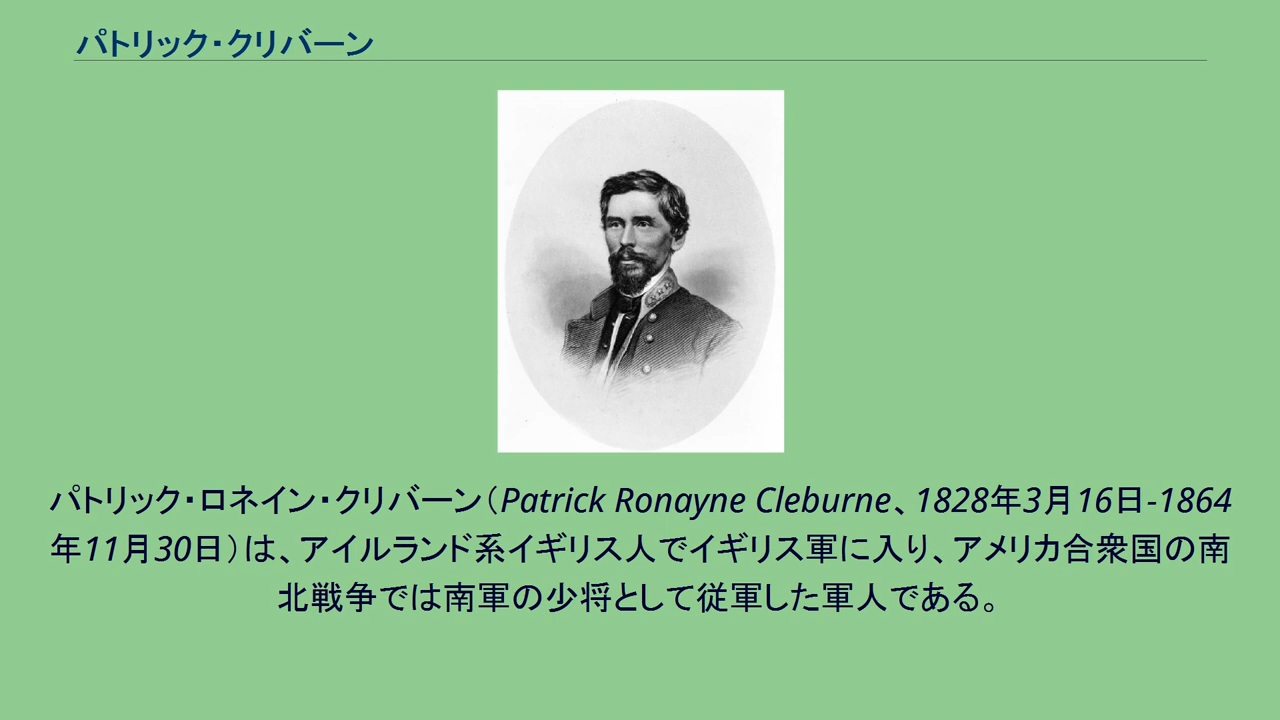 パトリック・クリバーン
パトリック・ロネイン・クリバーン（Patrick Ronayne Cleburne、1828年3月16日-1864
年11月30日）は、アイルランド系イギリス人でイギリス軍に入り、アメリカ合衆国の南
北戦争では南軍の少将として従軍した軍人である。